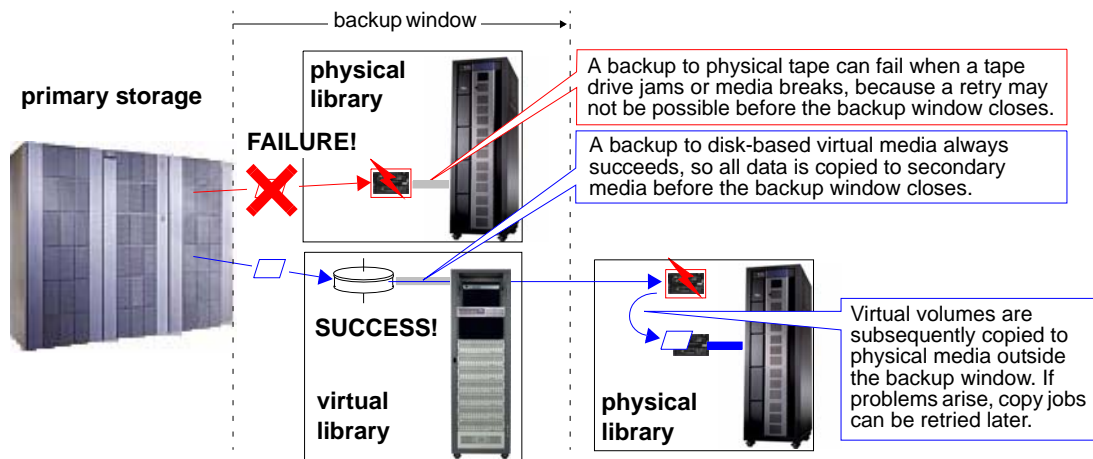 backup window
physical
library
primary storage
FAILURE!
A backup to physical tape can fail when a tape
drive jams or media breaks, because a retry may
not be possible before the backup window closes.
A backup to disk-based virtual media always
succeeds, so all data is copied to secondary
media before the backup window closes.
SUCCESS!
virtual
library
physical
library
Virtual volumes are
subsequently copied to
physical media outside
the backup window. If
problems arise, copy jobs
can be retried later.